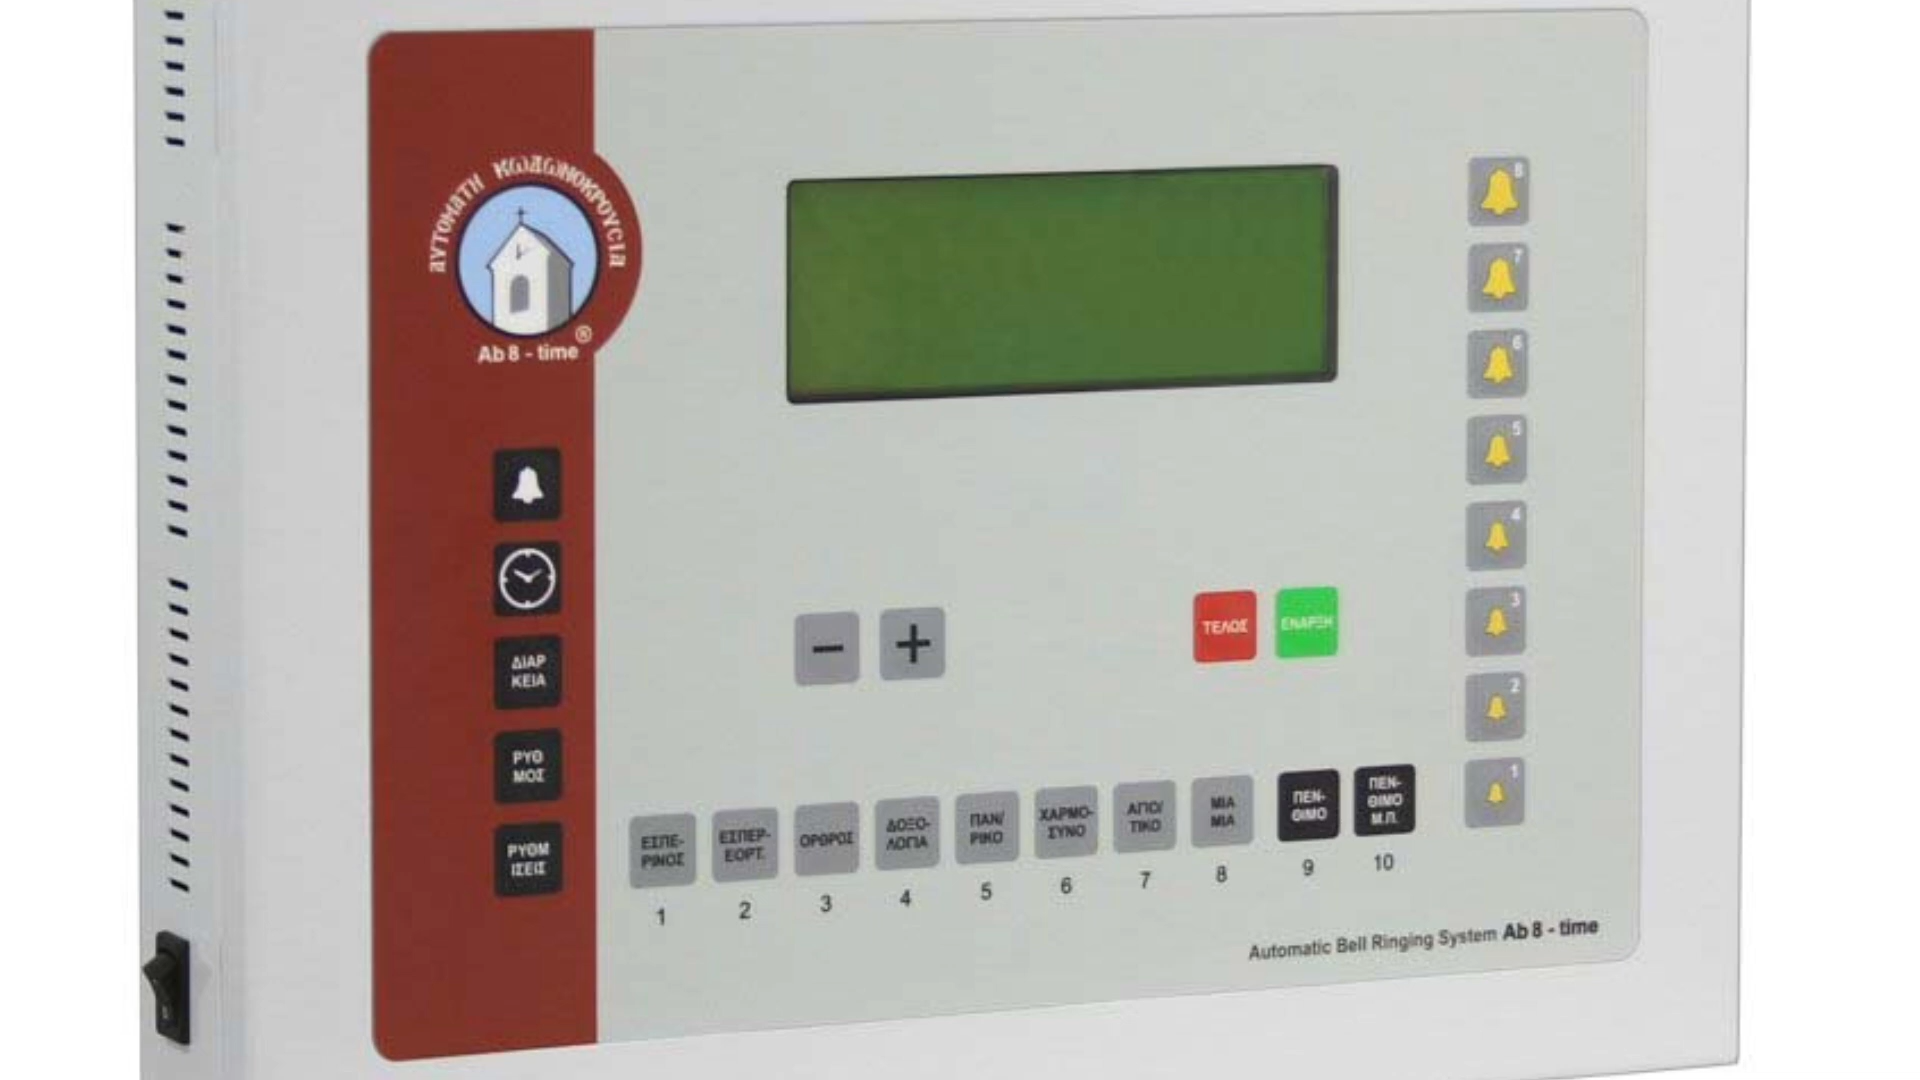 ΑΥΤΟΜΑΤΗ ΚΩΔΩΝΟΚΡΟΥCΙΑ
®
Ab 8 - time
ΔΙΑΡ
ΚΕΙΑ
ΡΥΘ
ΜΟΣ
ΡΥΘΜ
ΙΣΕΙΣ
8
7
6
5
4
3
2
1
− +
ΤΕΛΟΣ ΕΝΑΡΞΗ
ΕΣΠΕ-
ΡΙΝΟΣ
ΕΣΠΕΡ-
ΕΟΡΤ.
ΟΡΘΡΟΣ
ΔΟΞΟ-
ΛΟΓΙΑ
ΠΑΝ/
ΡΙΚΟ
ΧΑΡΜΟ-
ΣΥΝΟ
ΑΓΙΟ/
ΤΙΚΟ
ΜΙΑ
ΜΙΑ
ΠΕΝ-
ΘΙΜΟ
ΠΕΝ-
ΘΙΜΟ
Μ.Π.
1 2 3 4 5 6 7 8 9 10
Automatic Bell Ringing System Ab 8 - time